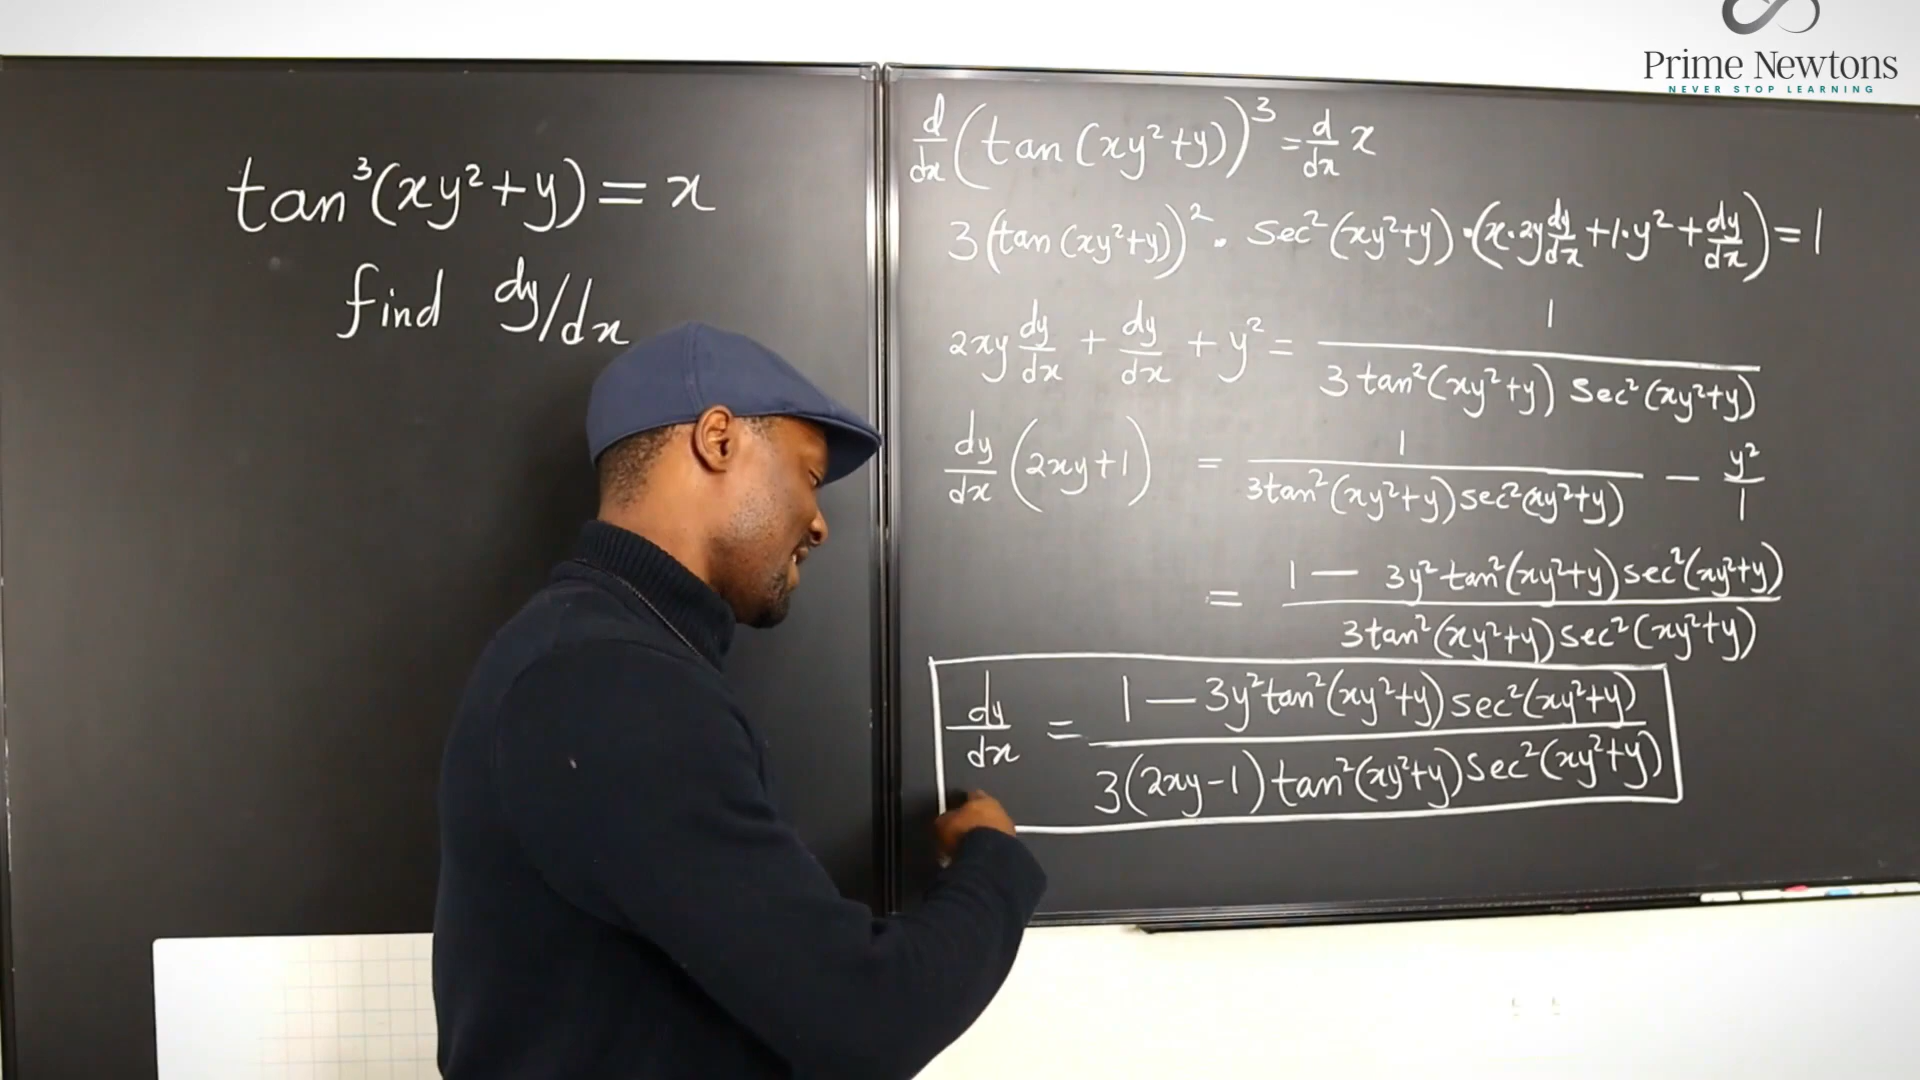 Prime Newtons
NEVER STOP LEARNING
tan³(xy²+y) = x
find dy/dx
d/dx (tan (xy²+y))³ = d/dx x
3(tan (xy²+y))² · sec²(xy²+y) · (x·2y dy/dx + 1·y² + dy/dx) = 1
2xy dy/dx + dy/dx + y² = 1 / 3 tan²(xy²+y) sec²(xy²+y)
dy/dx (2xy+1) = 1 / 3tan²(xy²+y) sec²(xy²+y) − y²/1
= 1 − 3y² tan²(xy²+y) sec²(xy²+y) / 3tan²(xy²+y) sec²(xy²+y)
dy/dx = 1 − 3y² tan²(xy²+y) sec²(xy²+y) / 3(2xy−1) tan²(xy²+y) sec²(xy²+y)